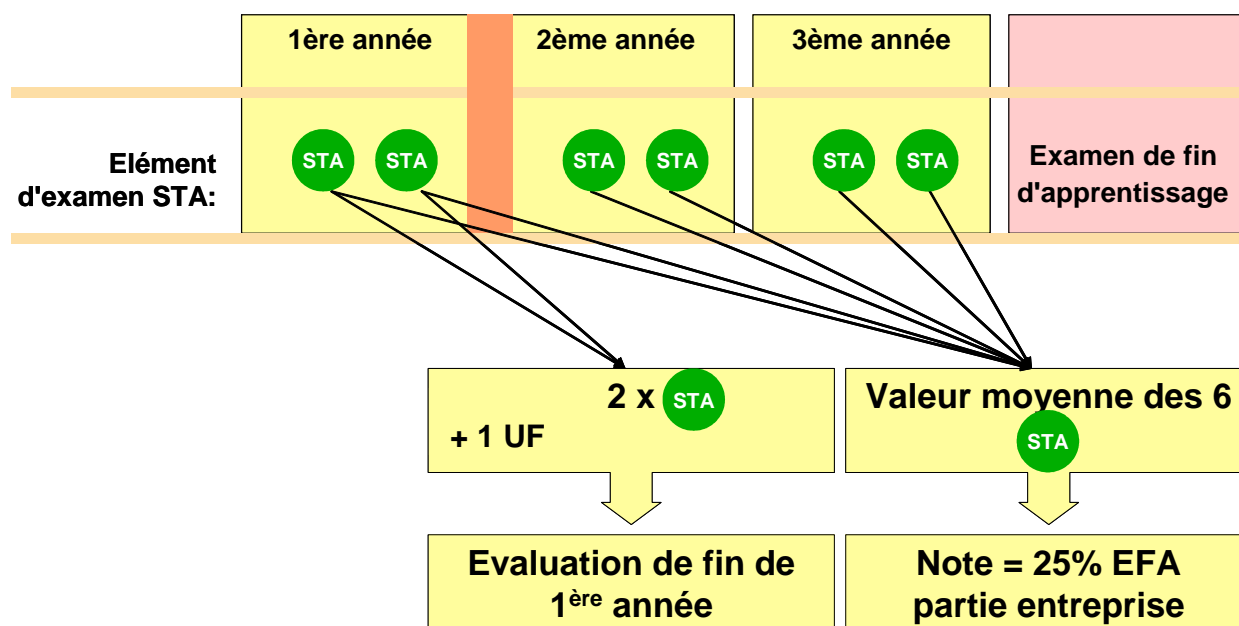 1ère année
2ème année
3ème année
Elément
d'examen STA:
STA
STA
STA
STA
STA
STA
Examen de fin
d'apprentissage
2 x STA
+ 1 UF
Valeur moyenne des 6
STA
Evaluation de fin de
1ère année
Note = 25% EFA
partie entreprise